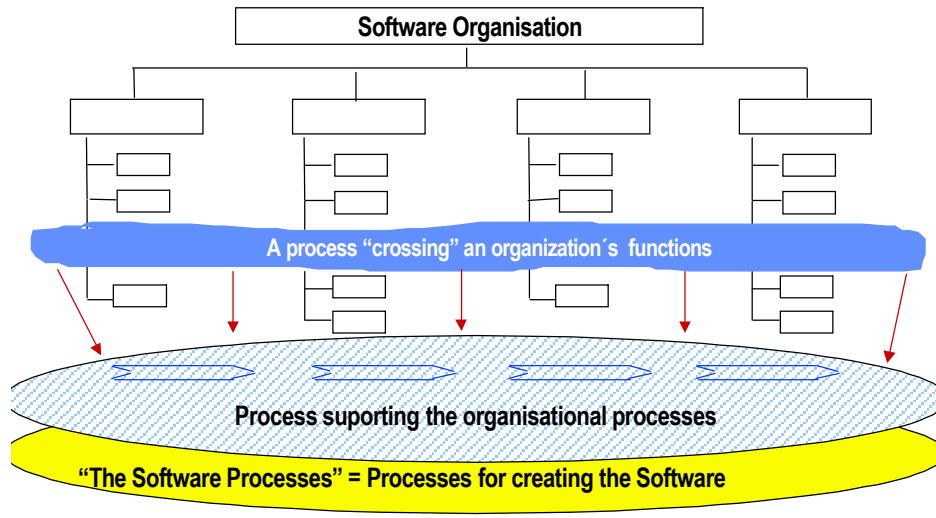 Software Organisation
A process “crossing” an organization´s functions
Process suporting the organisational processes
“The Software Processes” = Processes for creating the Software